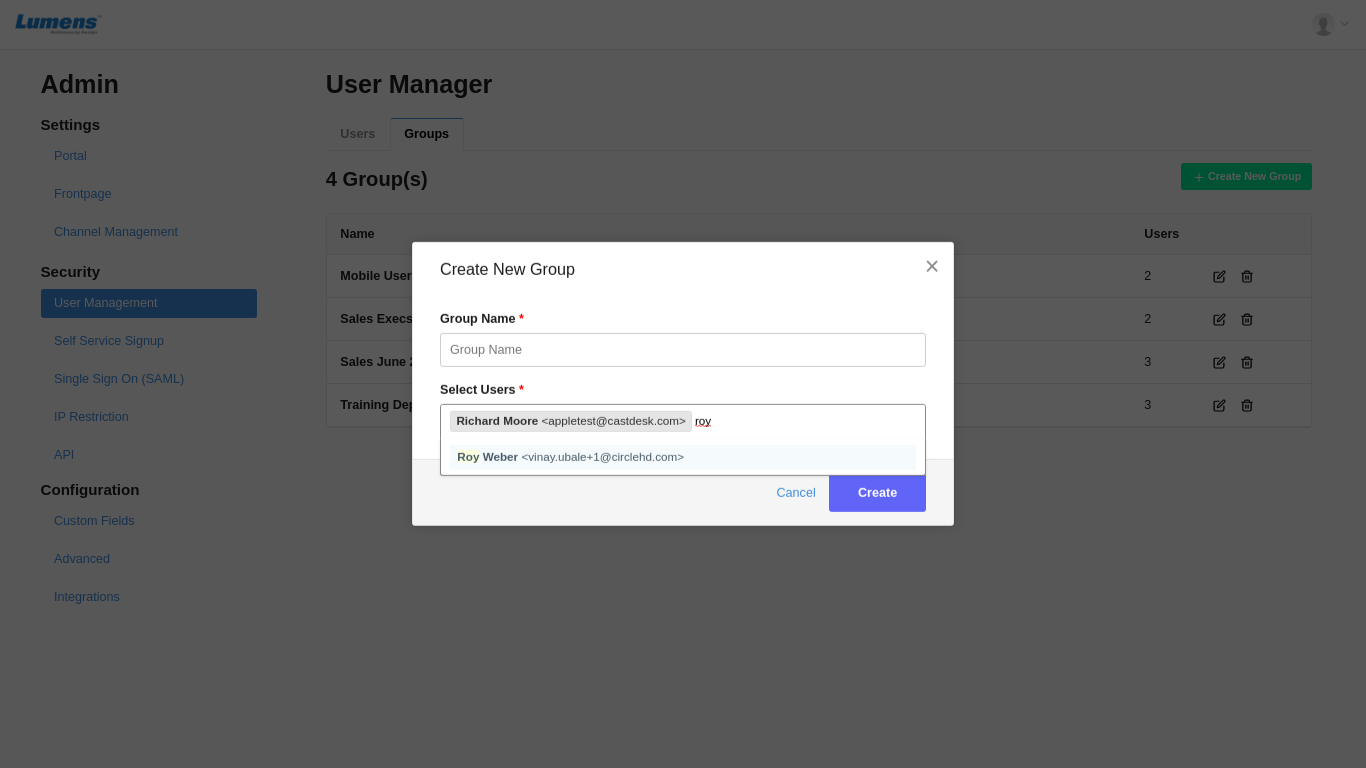 Lumens
Admin
Settings
Portal
Frontpage
Channel Management
Security
User Management
Self Service Signup
Single Sign On (SAML)
IP Restriction
API
Configuration
Custom Fields
Advanced
Integrations
User Manager
Users Groups
4 Group(s)
Create New Group
Name Users
Mobile User 2
Sales Execs 2
Sales June 3
Training 3
Create New Group
Group Name *
Group Name
Select Users *
Richard Moore <appletest@castdesk.com> roy
Roy Weber <vinay.ubale+1@circlehd.com>
Cancel Create